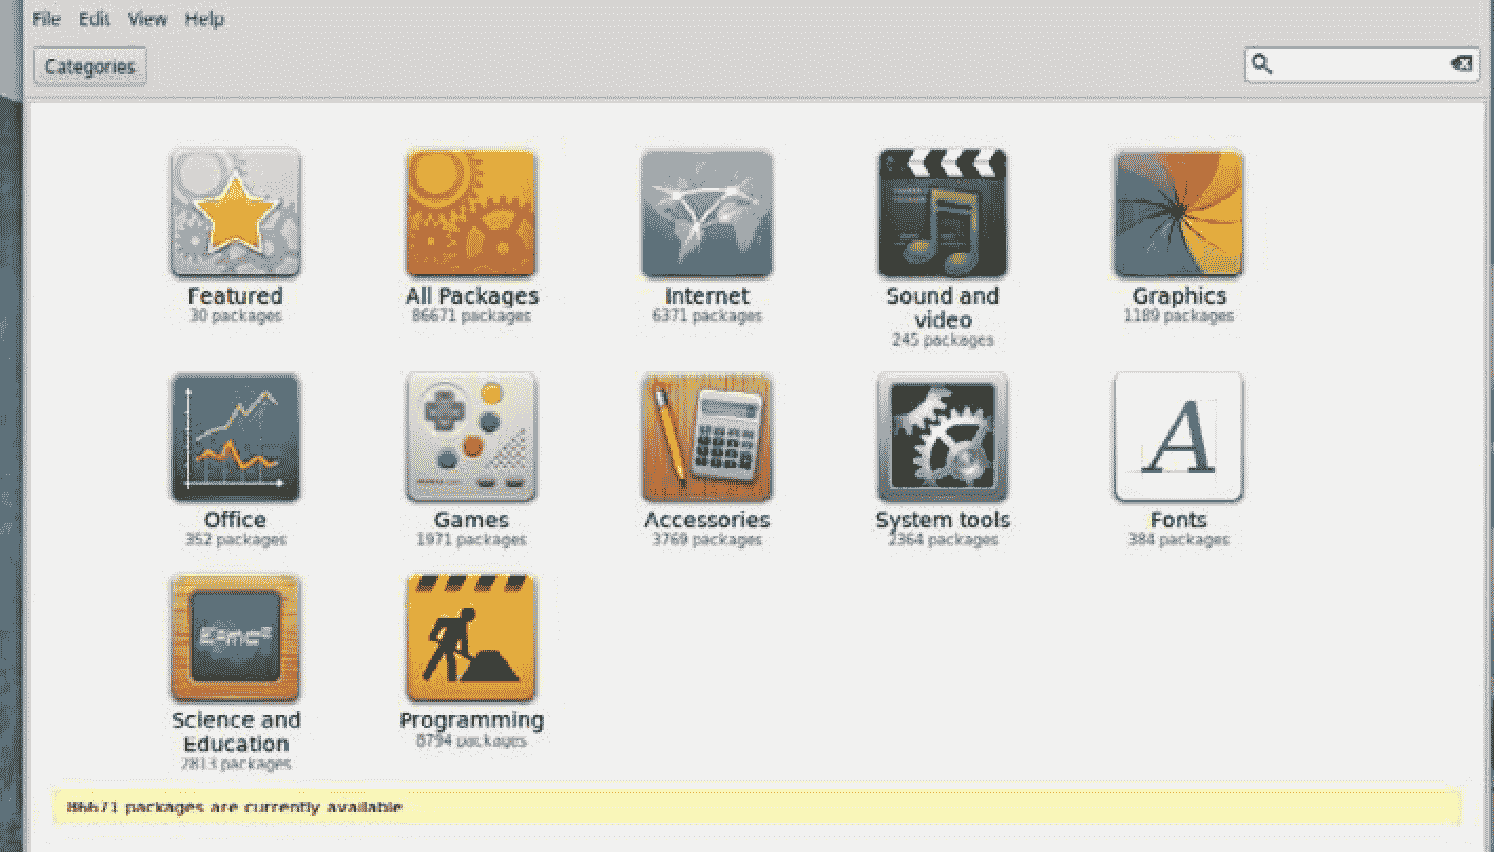 File Edit View Help
Categories
Featured
30 packages
All Packages
86671 packages
Internet
6371 packages
Sound and
video
245 packages
Graphics
1189 packages
Office
352 packages
Games
1971 packages
Accessories
3769 packages
System tools
2364 packages
Fonts
384 packages
E=mc²
Science and
Education
2813 packages
Programming
8794 packages
86671 packages are currently available